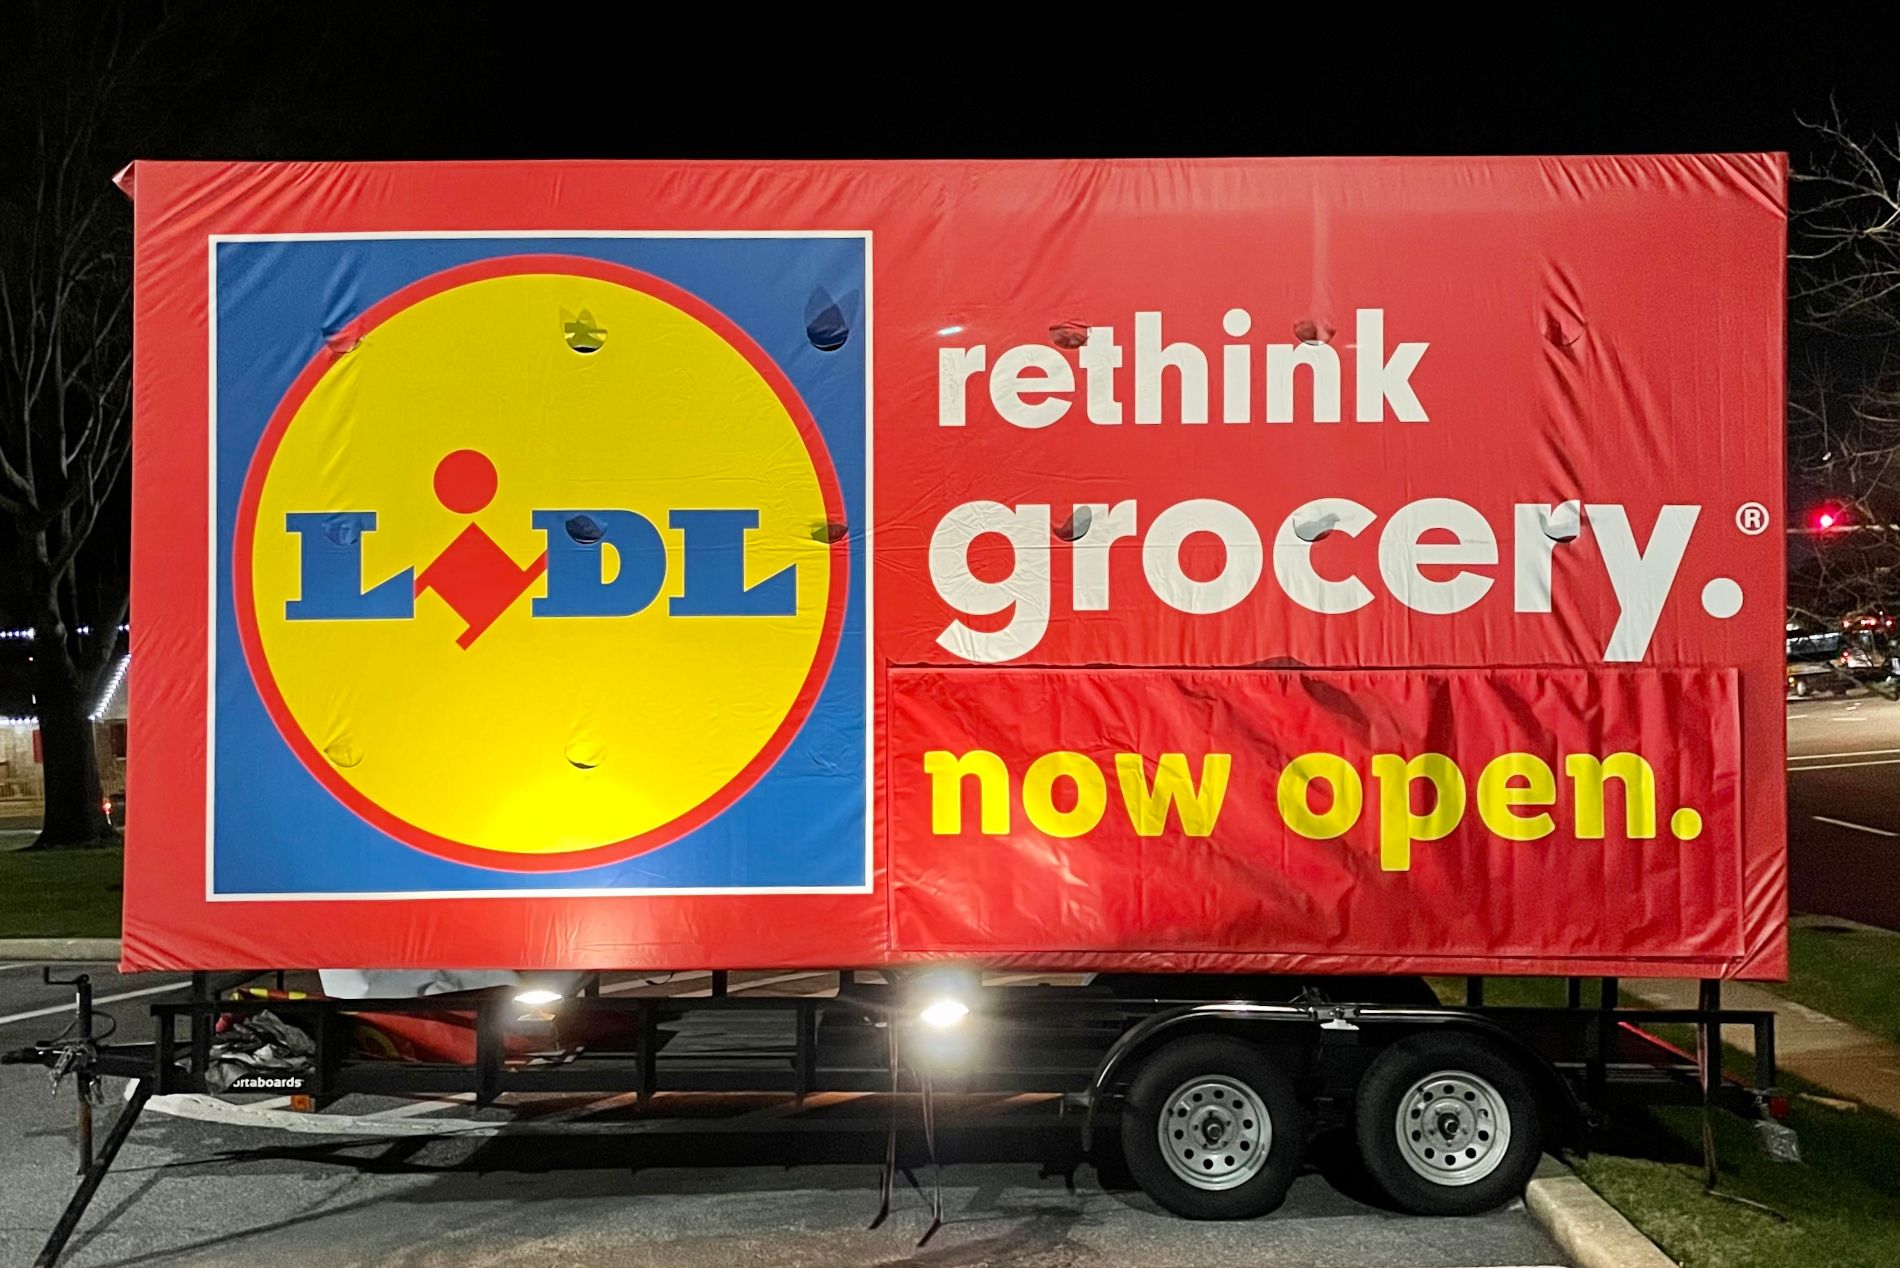 LiDL
rethink
grocery.®
now open.
ortaboards